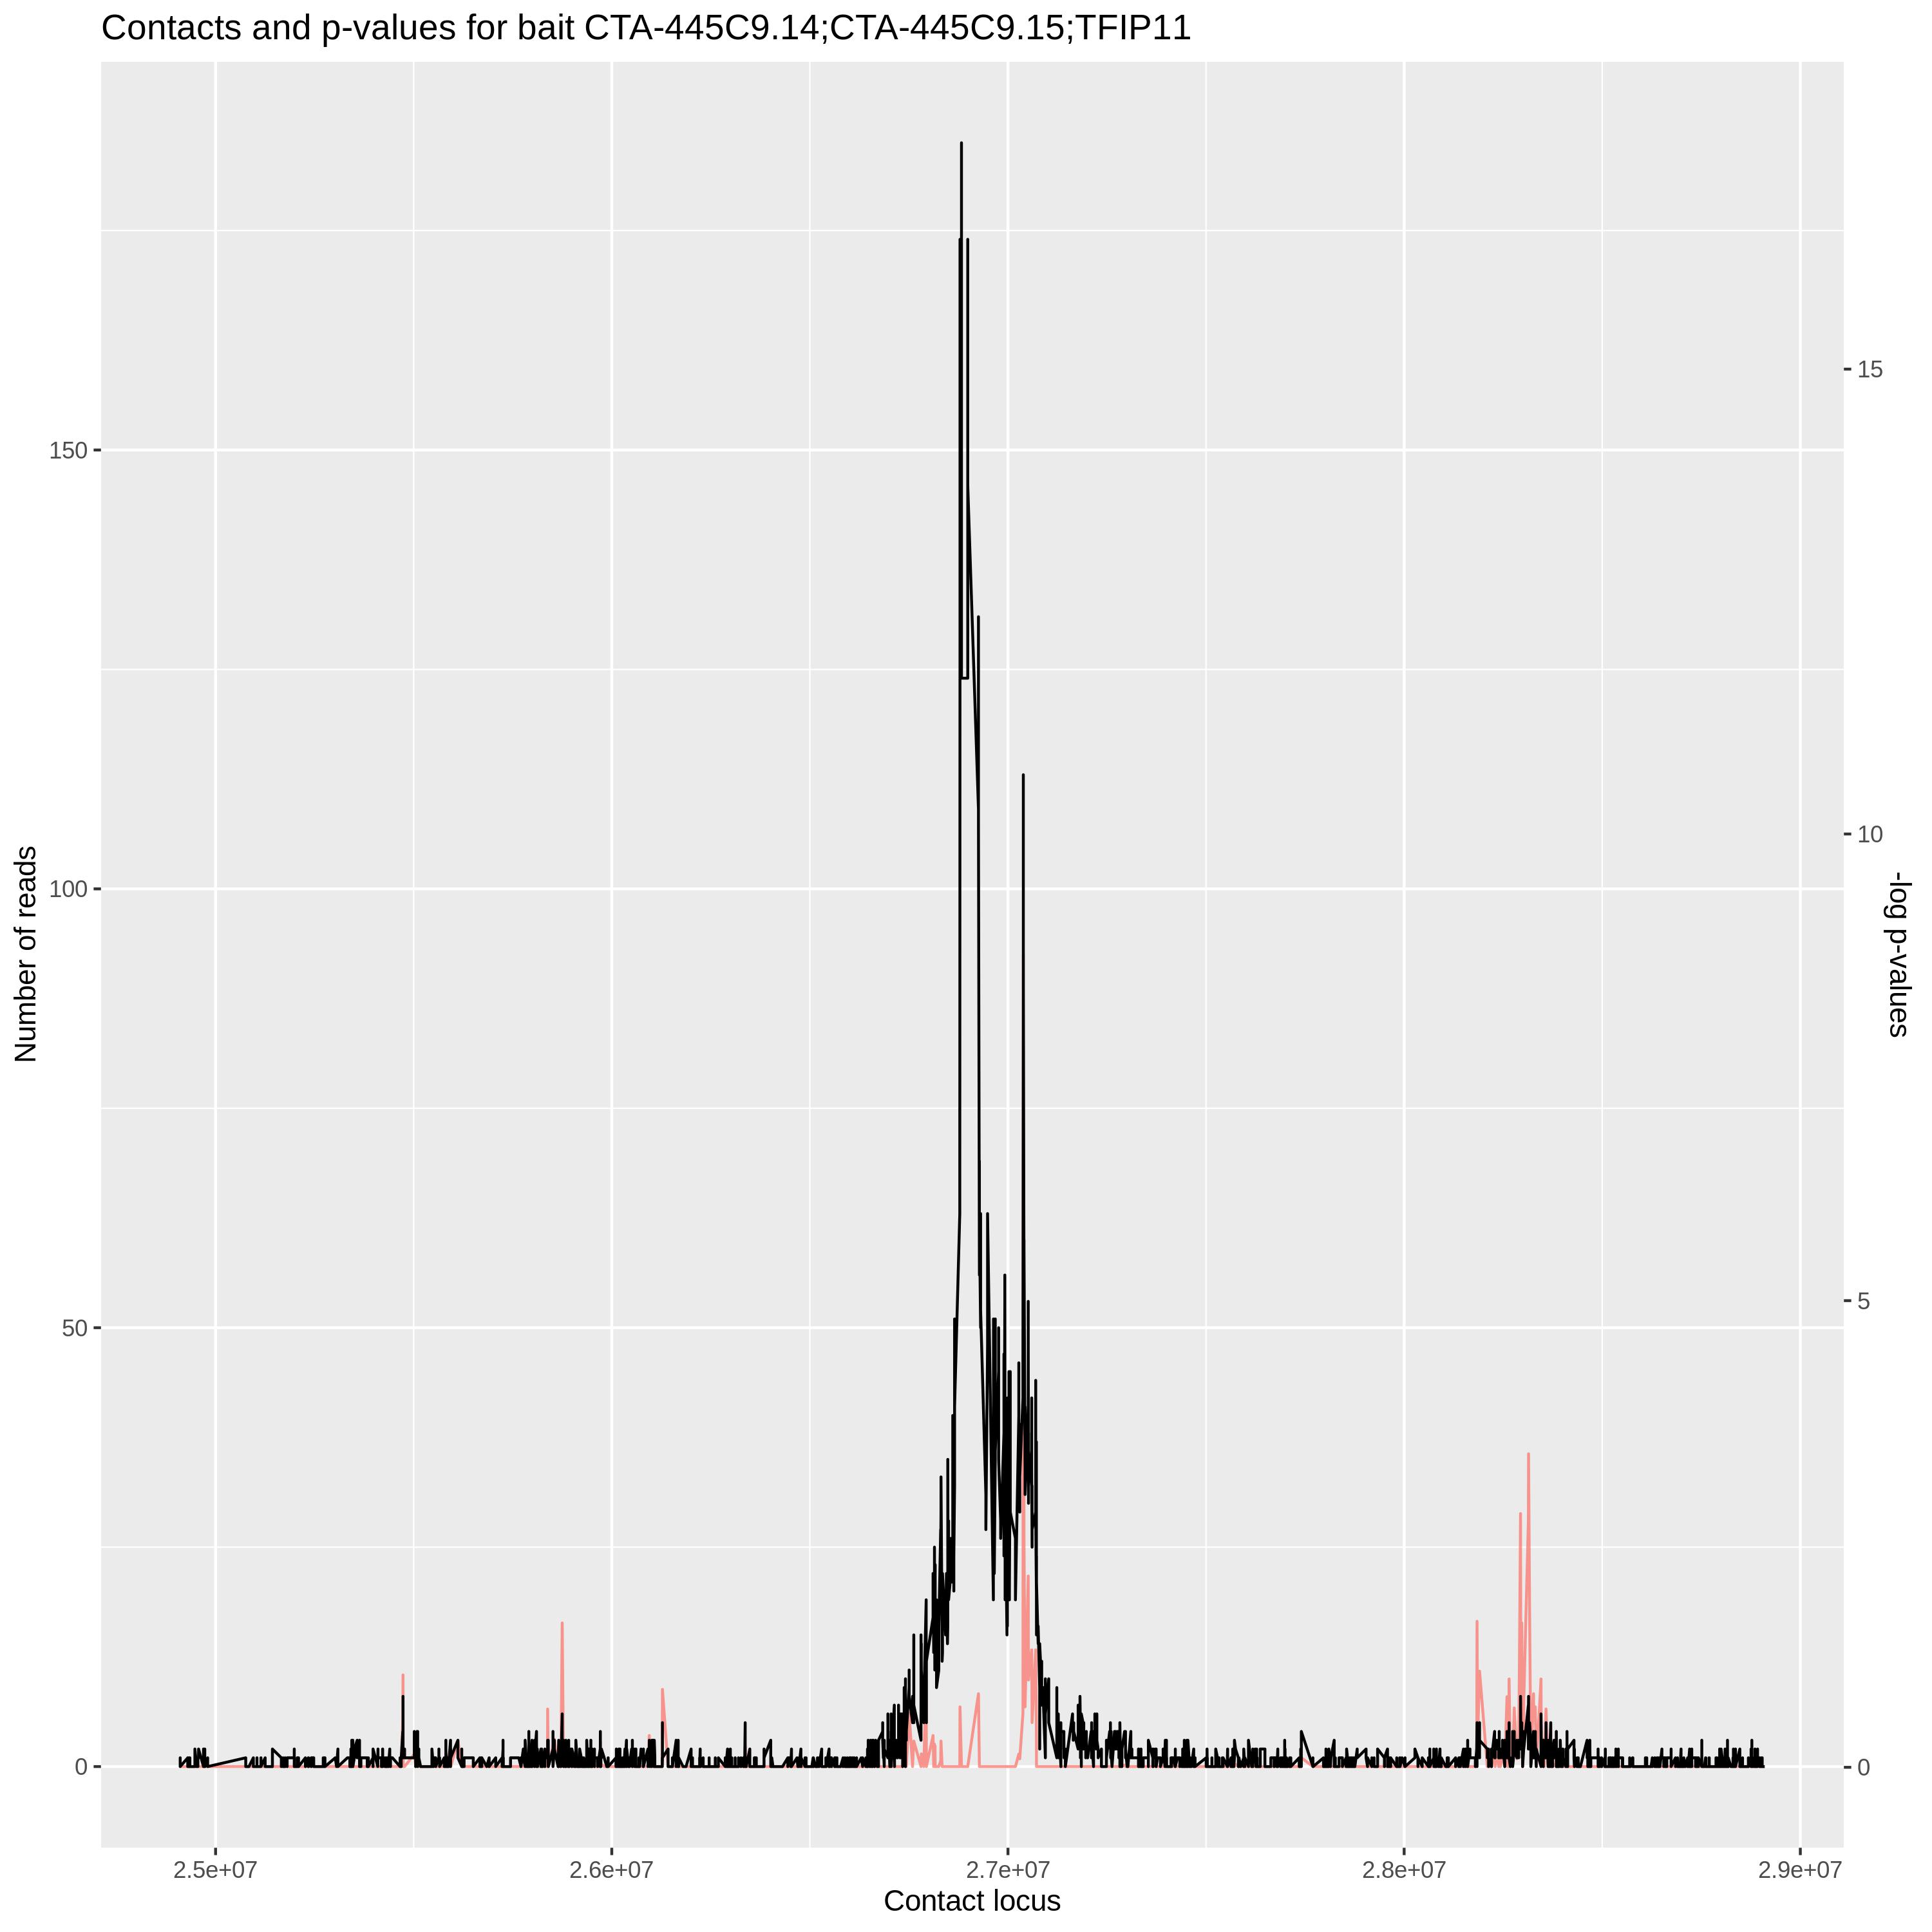 Contacts and p-values for bait CTA-445C9.14;CTA-445C9.15;TFIP11
Number of reads
150
100
50
0
15
10
5
0
-log p-values
2.5e+07
2.6e+07
2.7e+07
2.8e+07
2.9e+07
Contact locus